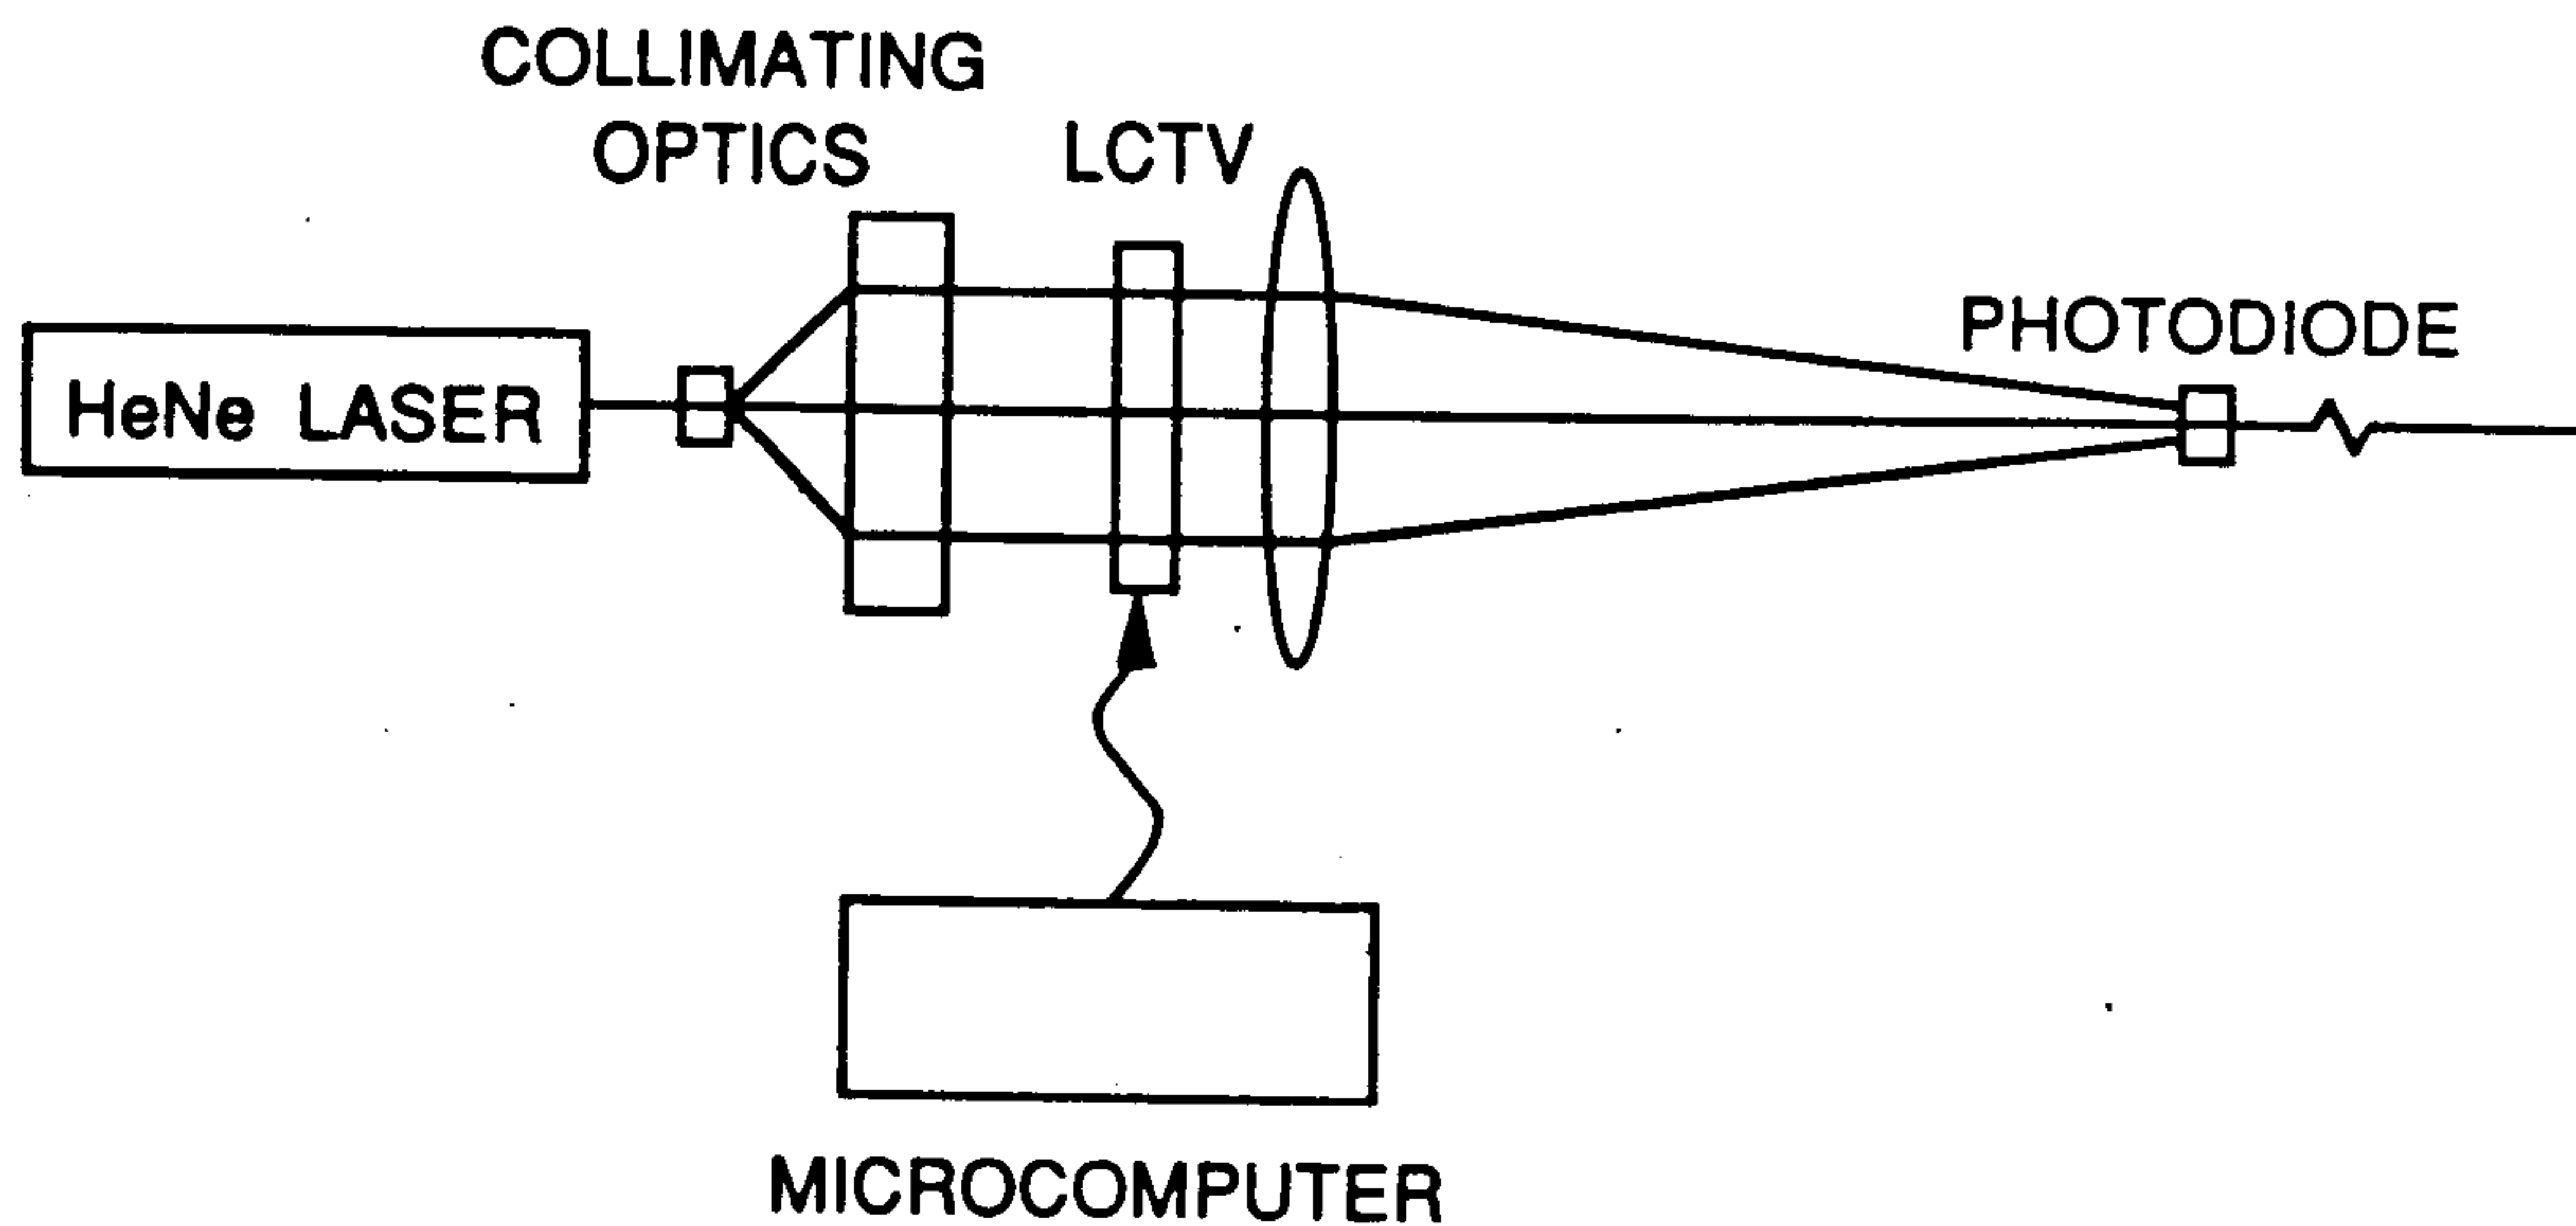 COLLIMATING
OPTICS
LCTV
HeNe LASER
PHOTODIODE
MICROCOMPUTER